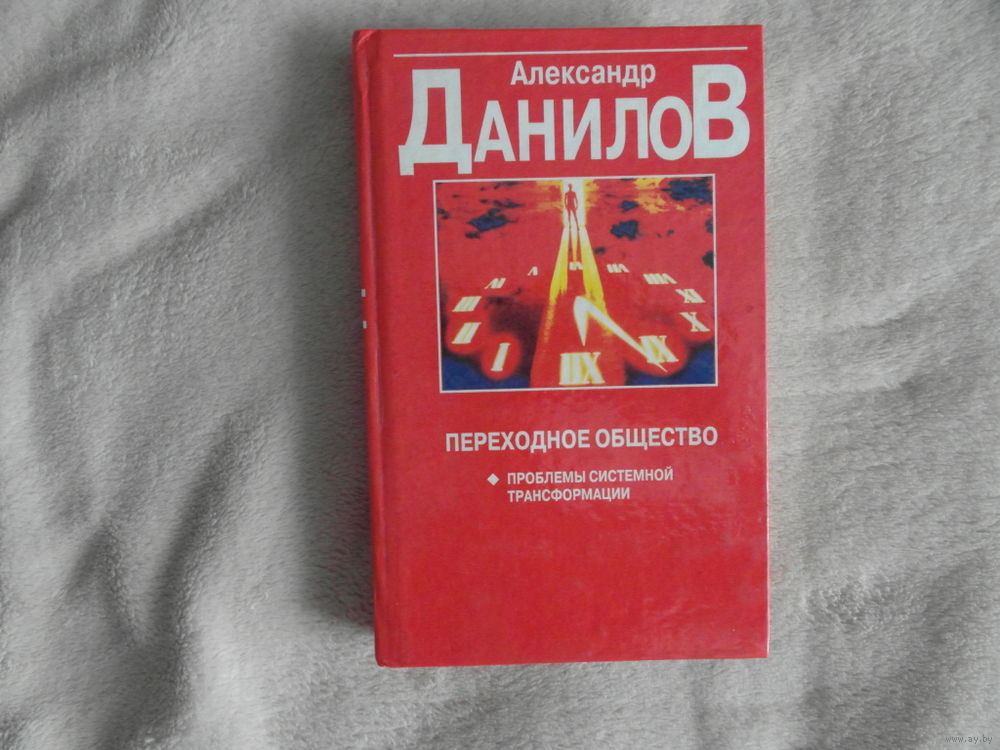 Александр
ДАНИЛОВ
ПЕРЕХОДНОЕ ОБЩЕСТВО
◆ ПРОБЛЕМЫ СИСТЕМНОЙ
ТРАНСФОРМАЦИИ
www.ay.by